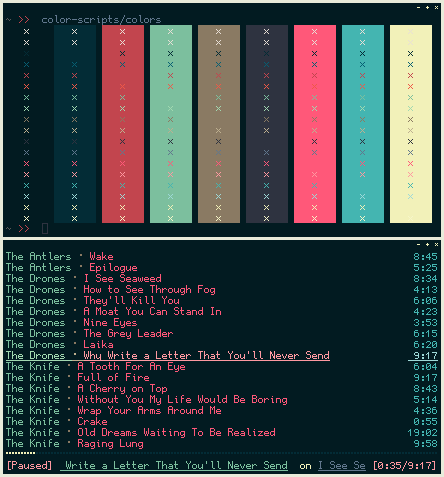 ~ >> color-scripts/colors
~ >>
The Antlers * Wake 8:45
The Antlers * Epilogue 5:25
The Drones * I See Seaweed 8:34
The Drones * How to See Through Fog 4:13
The Drones * They'll Kill You 6:06
The Drones * A Moat You Can Stand In 4:23
The Drones * Nine Eyes 3:53
The Drones * The Grey Leader 6:15
The Drones * Laika 6:20
The Drones * Why Write a Letter That You'll Never Send 9:17
The Knife * A Tooth For An Eye 6:04
The Knife * Full of Fire 9:17
The Knife * A Cherry on Top 8:43
The Knife * Without You My Life Would Be Boring 5:14
The Knife * Wrap Your Arms Around Me 4:36
The Knife * Crake 0:55
The Knife * Old Dreams Waiting To Be Realized 19:02
The Knife * Raging Lung 9:58
[Paused] Write a Letter That You'll Never Send on I See Se [0:35/9:17]